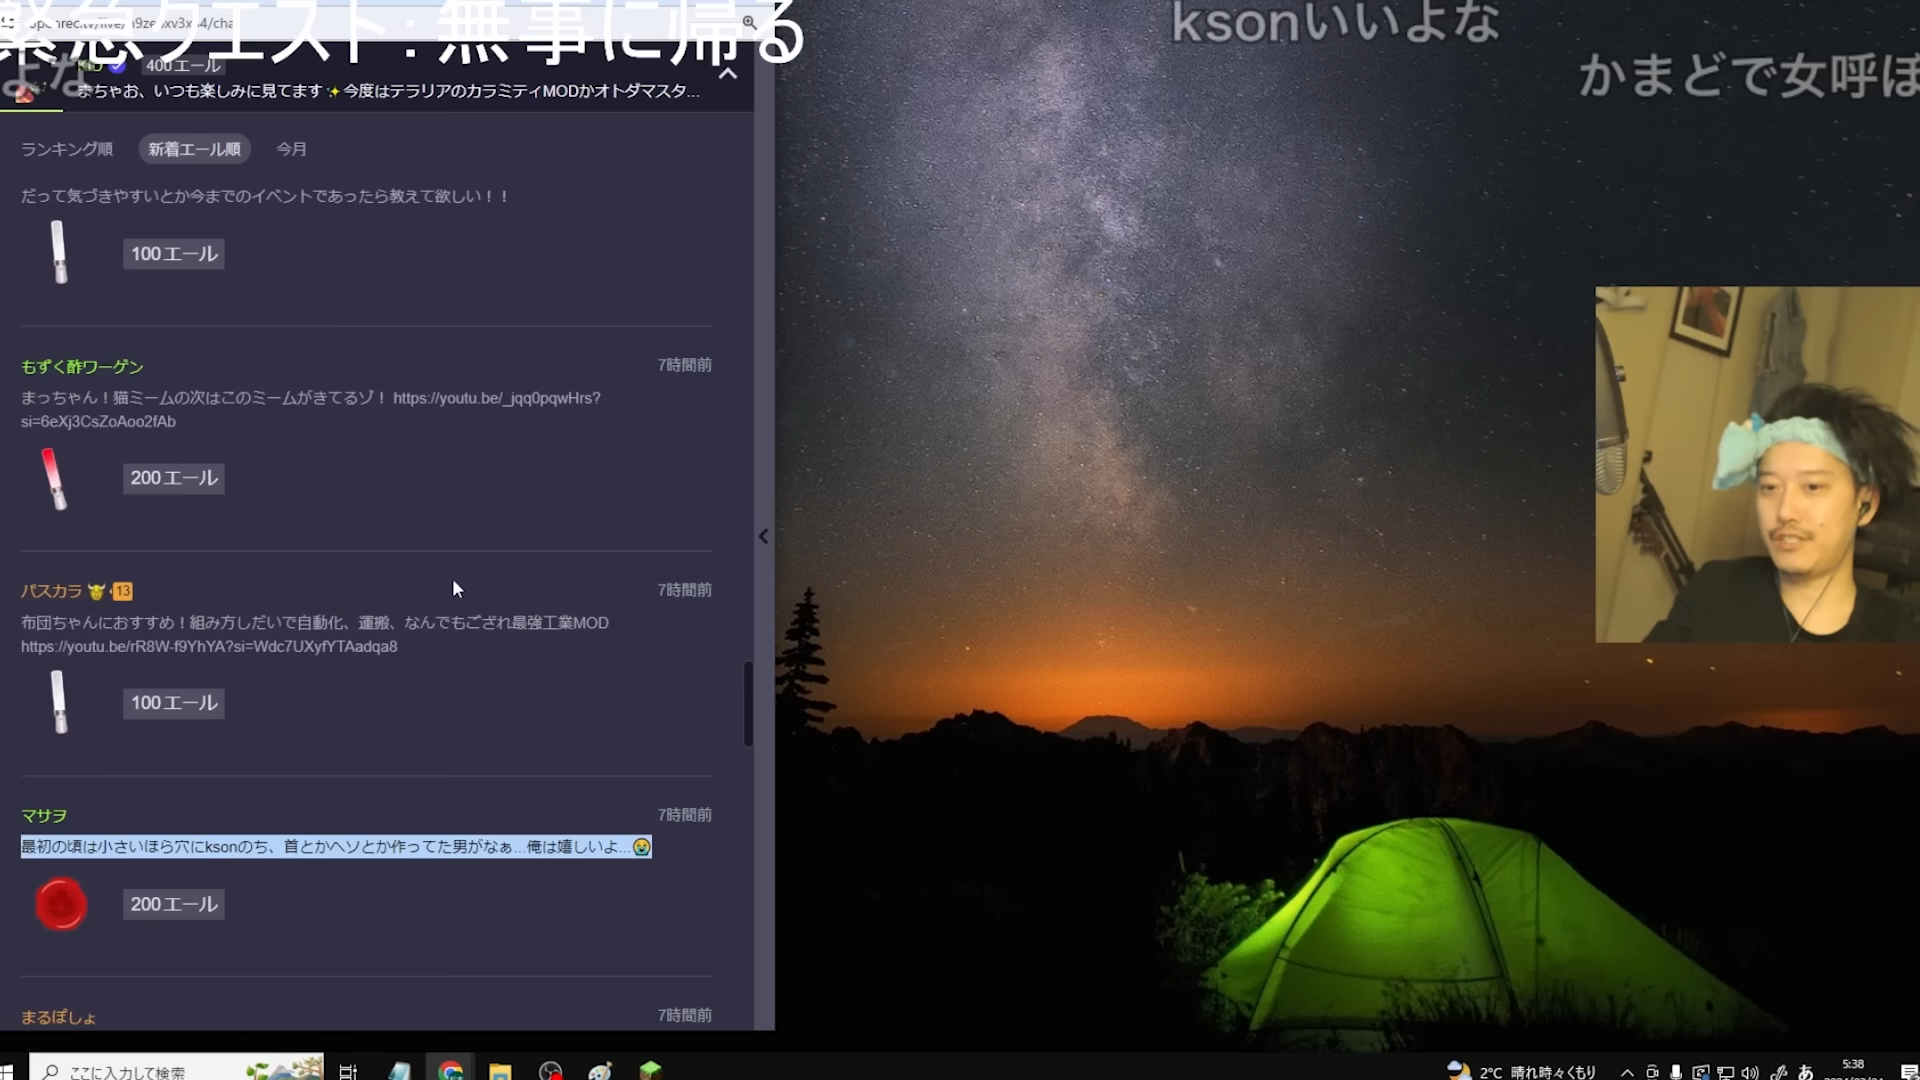 緊急クエスト：無事に帰る
ksonいいよな
かまどで女呼ぼ
よな
400エール
まちゃお、いつも楽しみに見てます✨今度はテラリアのカラミティMODかオトダマスタ...
ランキング順 新着エール順 今月
だって気づきやすいとか今までのイベントであったら教えて欲しい！！
100エール
もずく酢ワーゲン 7時間前
まっちゃん！猫ミームの次はこのミームがきてるゾ！ https://youtu.be/_jqq0pqwHrs?
si=6eXj3CsZoAoo2fAb
200エール
パスカラ 13 7時間前
布団ちゃんにおすすめ！組み方しだいで自動化、運搬、なんでもござれ最強工業MOD
https://youtu.be/rR8W-f9YhYA?si=Wdc7UXyfYTAadqa8
100エール
マサヲ 7時間前
最初の頃は小さいほら穴にksonのち、首とかヘソとか作ってた男がなぁ...俺は嬉しいよ...😭
200エール
まるぽしょ 7時間前
ここに入力して検索
2℃ 晴れ時々くもり
あ
5:38